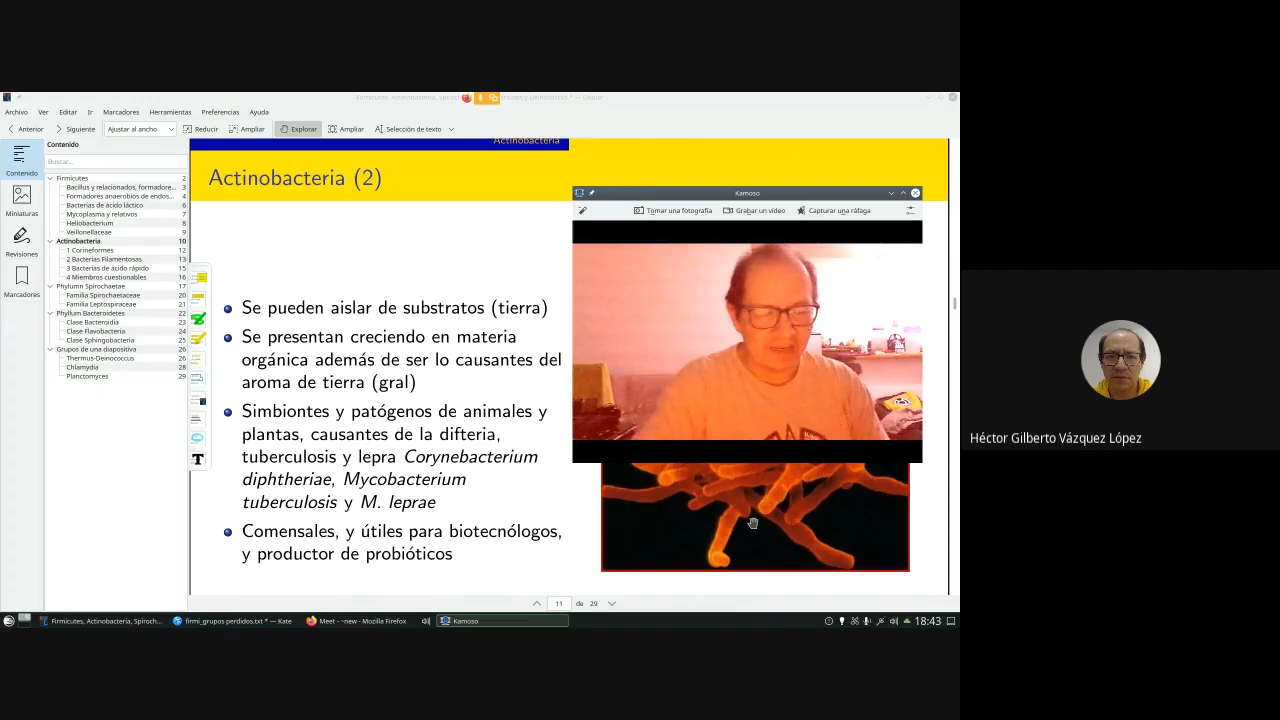 Archivo Ver Editar Ir Marcadores Herramientas Preferencias Ayuda
Anterior Siguiente Ajustar al ancho Reducir Ampliar Explorar Ampliar Selección de texto
Contenido
Miniaturas
Revisiones
Marcadores
Contenido
Buscar...
Firmicutes 2
Bacillus y relacionados, formadore... 3
Formadores anaerobios de endos... 4
Bacterias de ácido láctico 6
Mycoplasma y relativos 7
Heliobacterium 8
Veillonellaceae 9
Actinobacteria 10
1 Corineformes 12
2 Bacterias Filamentosas 13
3 Bacterias de ácido rápido 15
4 Miembros cuestionables 16
Phylumn Spirochaetae 17
Familia Spirochaetaceae 20
Familia Leptospiraceae 21
Phyllum Bacteroidetes 22
Clase Bacteroidia 23
Clase Flavobacteria 24
Clase Sphingobacteria 25
Grupos de una diapositiva 26
Thermus-Deinococcus 26
Chlamydia 28
Planctomyces 29
Actinobacteria
Actinobacteria (2)
Se pueden aislar de substratos (tierra)
Se presentan creciendo en materia
orgánica además de ser lo causantes del
aroma de tierra (gral)
Simbiontes y patógenos de animales y
plantas, causantes de la difteria,
tuberculosis y lepra Corynebacterium
diphtheriae, Mycobacterium
tuberculosis y M. leprae
Comensales, y útiles para biotecnólogos,
y productor de probióticos
Kamoso
Tomar una fotografía Grabar un vídeo Capturar una ráfaga
T
11 de 29
Firmicutes, Actinobacteria, Spiroch... firmi_grupos perdidos.txt * — Kate Meet - ~new - Mozilla Firefox Kamoso 18:43
Héctor Gilberto Vázquez López